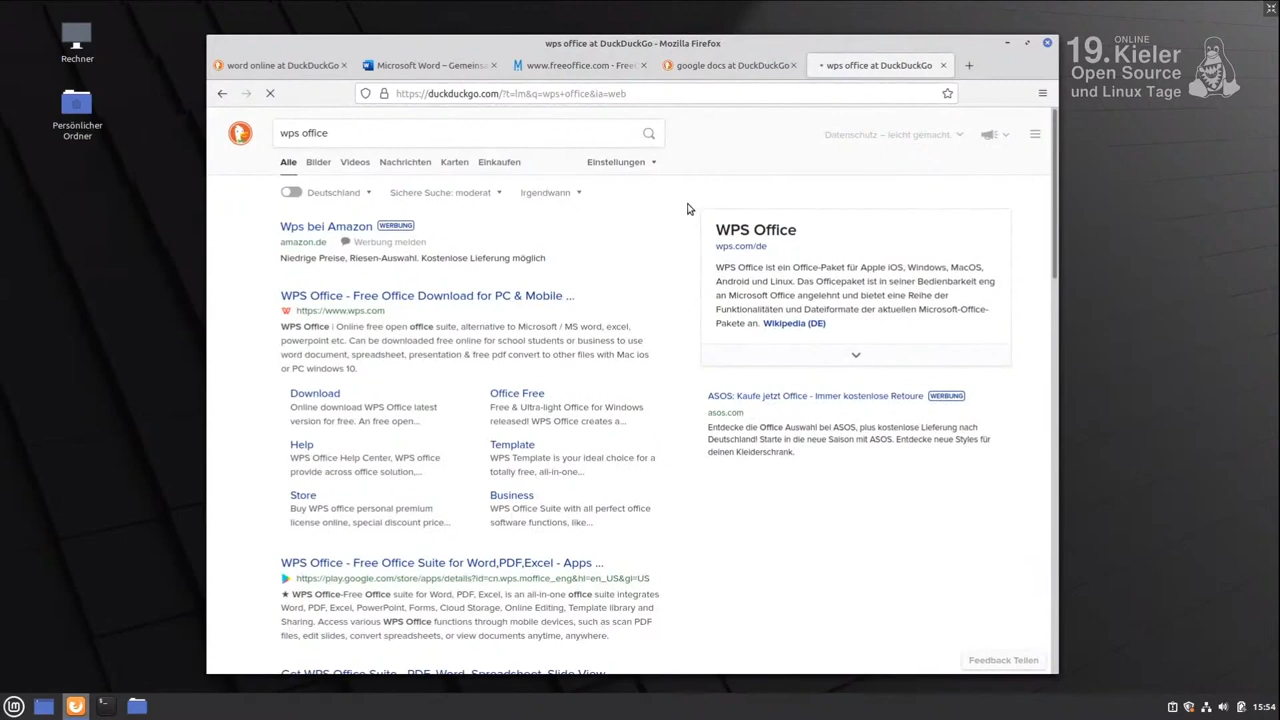 Rechner
Persönlicher
Ordner
ONLINE
19.Kieler
Open Source
und Linux Tage
wps office at DuckDuckGo - Mozilla Firefox
word online at DuckDuckGo
Microsoft Word – Gemeins
www.freeoffice.com - Free
google docs at DuckDuckGo
wps office at DuckDuckGo
https://duckduckgo.com/?t=lm&q=wps+office&ia=web
wps office
Datenschutz – leicht gemacht.
Alle Bilder Videos Nachrichten Karten Einkaufen Einstellungen
Deutschland Sichere Suche: moderat Irgendwann
Wps bei Amazon WERBUNG
amazon.de Werbung melden
Niedrige Preise, Riesen-Auswahl. Kostenlose Lieferung möglich
WPS Office - Free Office Download for PC & Mobile ...
https://www.wps.com
WPS Office | Online free open office suite, alternative to Microsoft / MS word, excel,
powerpoint etc. Can be downloaded free online for school students or business to use
word document, spreadsheet, presentation & free pdf convert to other files with Mac ios
or PC windows 10.
Download
Online download WPS Office latest
version for free. An free open...
Office Free
Free & Ultra-light Office for Windows
released! WPS Office creates a...
Help
WPS Office Help Center, WPS office
provide across office solution,...
Template
WPS Template is your ideal choice for a
totally free, all-in-one...
Store
Buy WPS office personal premium
license online, special discount price...
Business
WPS Office Suite with all perfect office
software functions, like...
WPS Office - Free Office Suite for Word,PDF,Excel - Apps ...
https://play.google.com/store/apps/details?id=cn.wps.moffice_eng&hl=en_US&gl=US
★ WPS Office-Free Office suite for Word, PDF, Excel, is an all-in-one office suite integrates
Word, PDF, Excel, PowerPoint, Forms, Cloud Storage, Online Editing, Template library and
Sharing. Access various WPS Office functions through mobile devices, such as scan PDF
files, edit slides, convert spreadsheets, or view documents anytime, anywhere.
Get WPS Office Suite - PDF, Word, Spreadsheet, Slide View
WPS Office
wps.com/de
WPS Office ist ein Office-Paket für Apple iOS, Windows, MacOS,
Android und Linux. Das Officepaket ist in seiner Bedienbarkeit eng
an Microsoft Office angelehnt und bietet eine Reihe der
Funktionalitäten und Dateiformate der aktuellen Microsoft-Office-
Pakete an. Wikipedia (DE)
ASOS: Kaufe jetzt Office - Immer kostenlose Retoure WERBUNG
asos.com
Entdecke die Office Auswahl bei ASOS, plus kostenlose Lieferung nach
Deutschland! Starte in die neue Saison mit ASOS. Entdecke neue Styles für
deinen Kleiderschrank.
Feedback Teilen
15:54